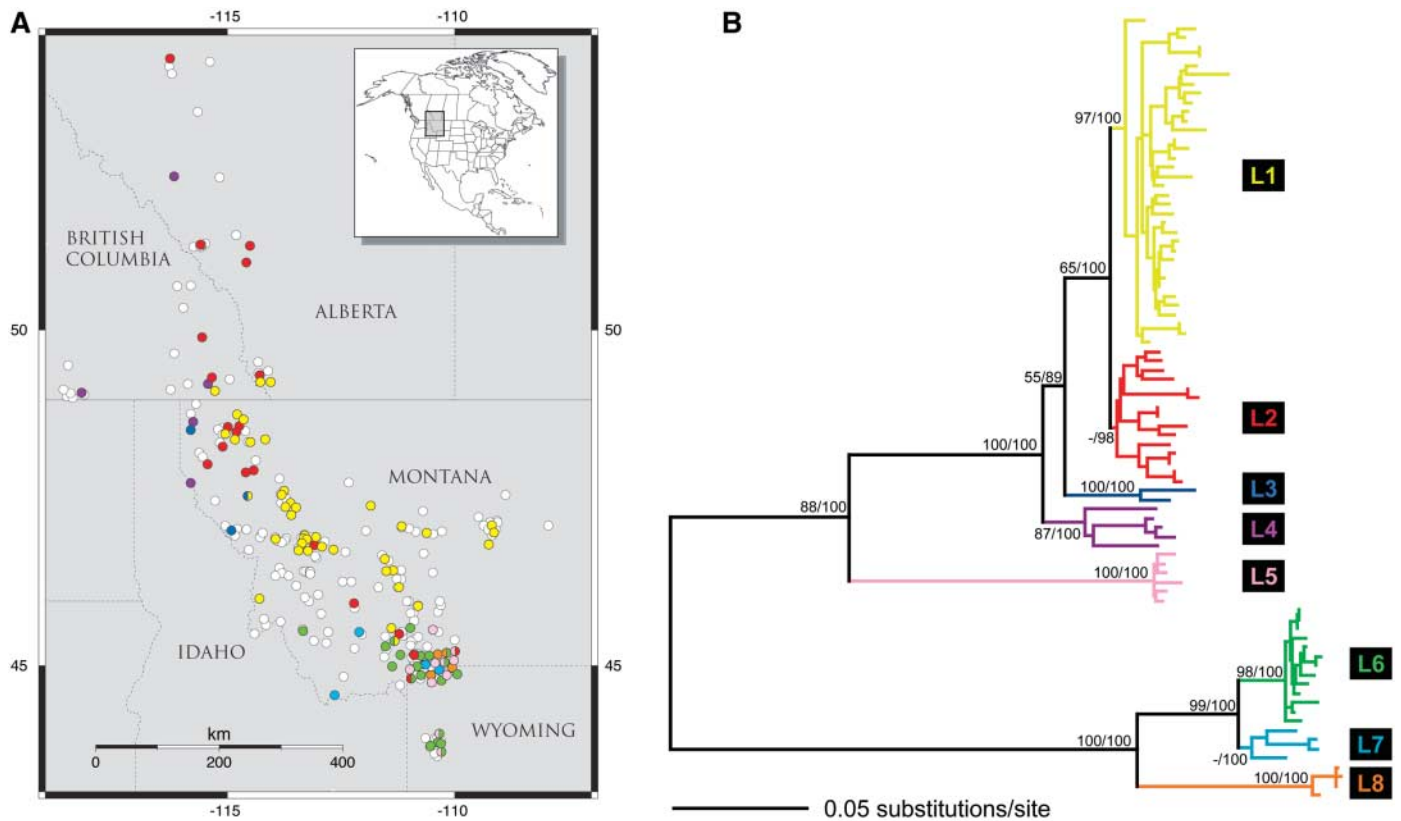 A
-115
-110
BRITISH
COLUMBIA
ALBERTA
50
50
MONTANA
IDAHO
45
45
WYOMING
km
0
200
400
-115
-110
B
97/100
L1
65/100
55/89
L2
-/98
100/100
100/100
L3
88/100
87/100
L4
100/100
L5
98/100
L6
99/100
100/100
-/100
L7
100/100
L8
0.05 substitutions/site